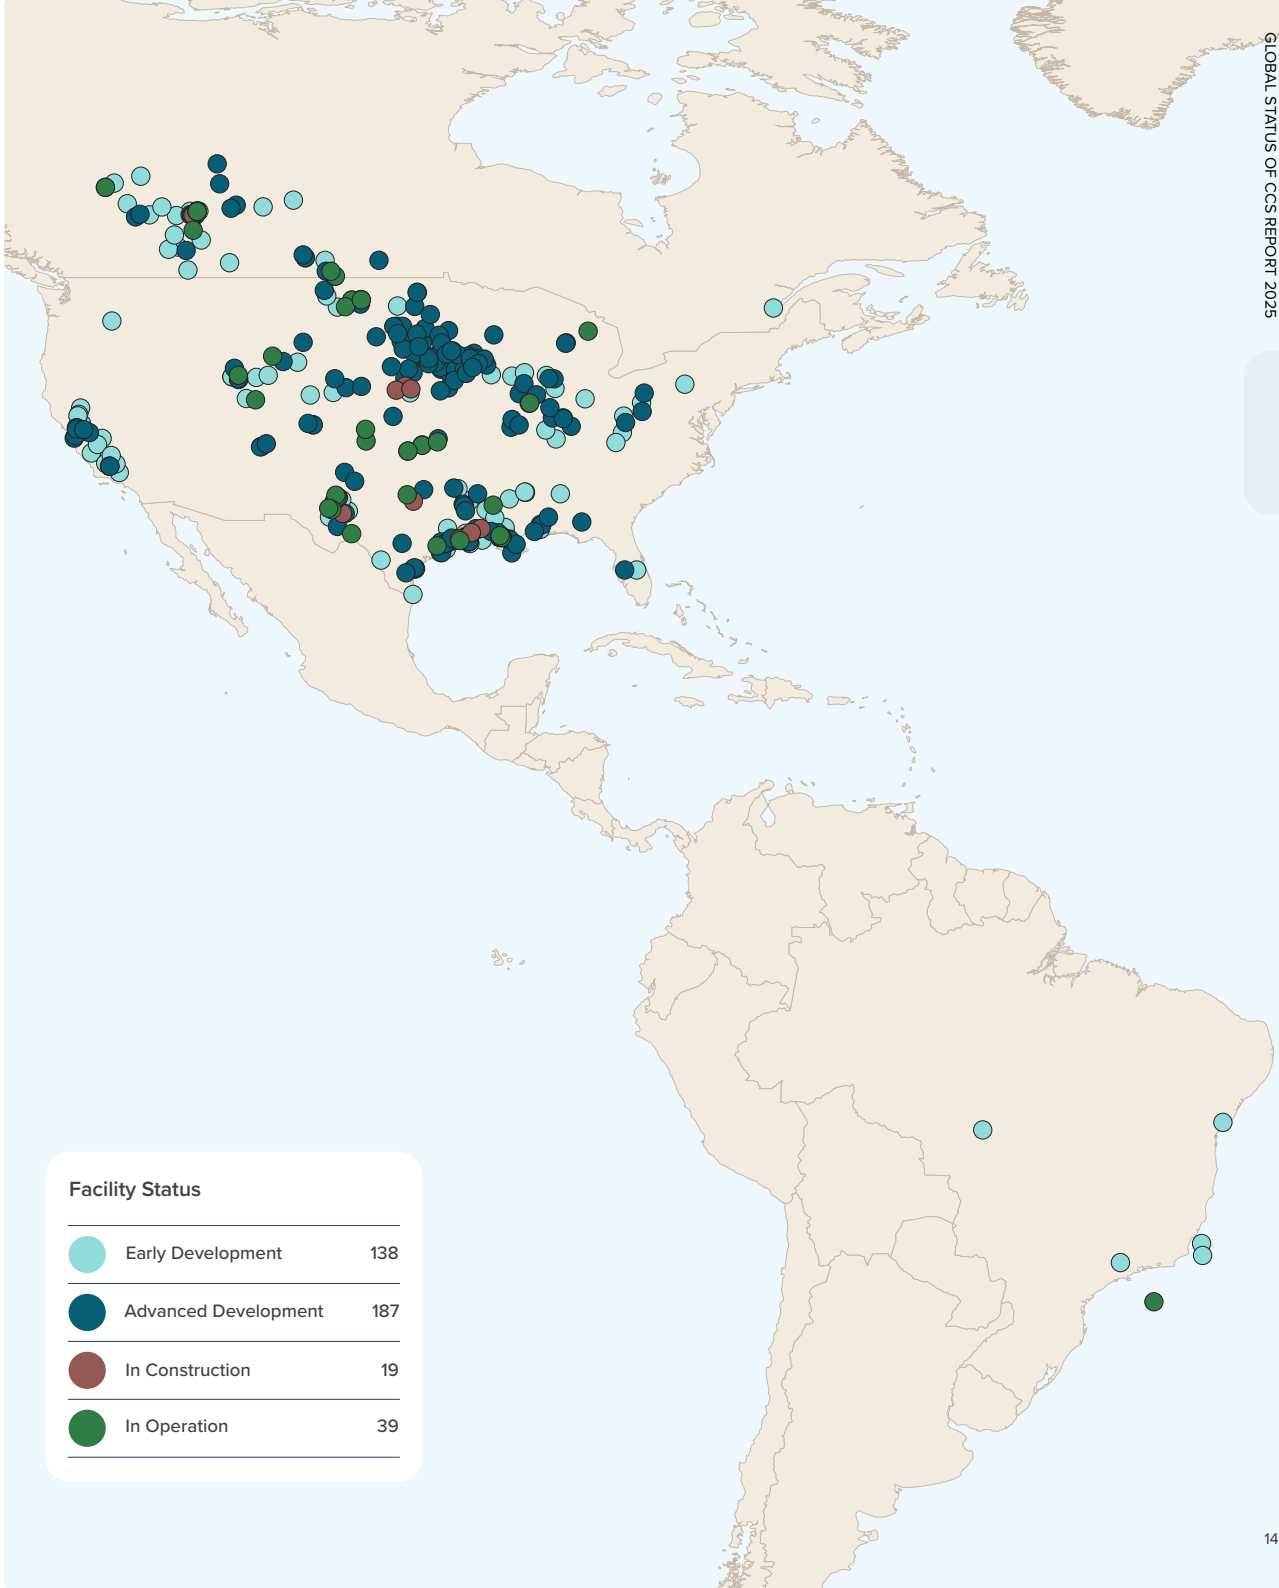 GLOBAL STATUS OF CCS REPORT 2025
Facility Status
Early Development 138
Advanced Development 187
In Construction 19
In Operation 39
14